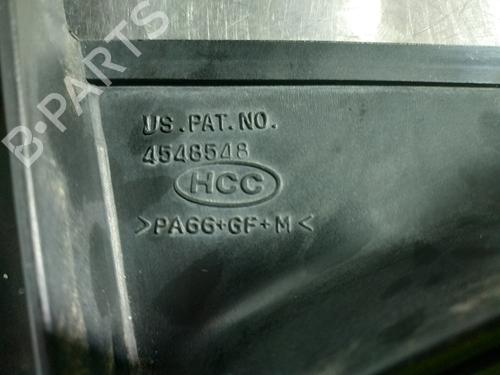 B-PARTS
US.PAT.NO.
4548548
HCC
>PA66+GF+M<